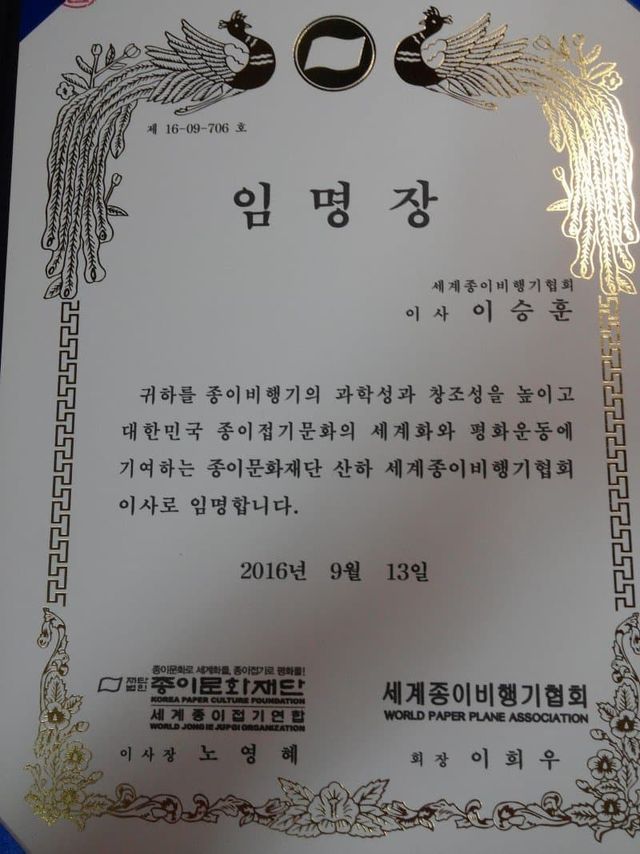 제 16-09-706 호
임명장
세계종이비행기협회
이사 이승훈
귀하를 종이비행기의 과학성과 창조성을 높이고
대한민국 종이접기문화의 세계화와 평화운동에
기여하는 종이문화재단 산하 세계종이비행기협회
이사로 임명합니다.
2016년 9월 13일
종이문화로 세계화를, 종이접기로 평화를!
재단법인 종이문화재단
KOREA PAPER CULTURE FOUNDATION
세계종이접기연합
WORLD JONGIE JUPGI ORGANIZATION
이사장 노영혜
세계종이비행기협회
WORLD PAPER PLANE ASSOCIATION
회장 이희우